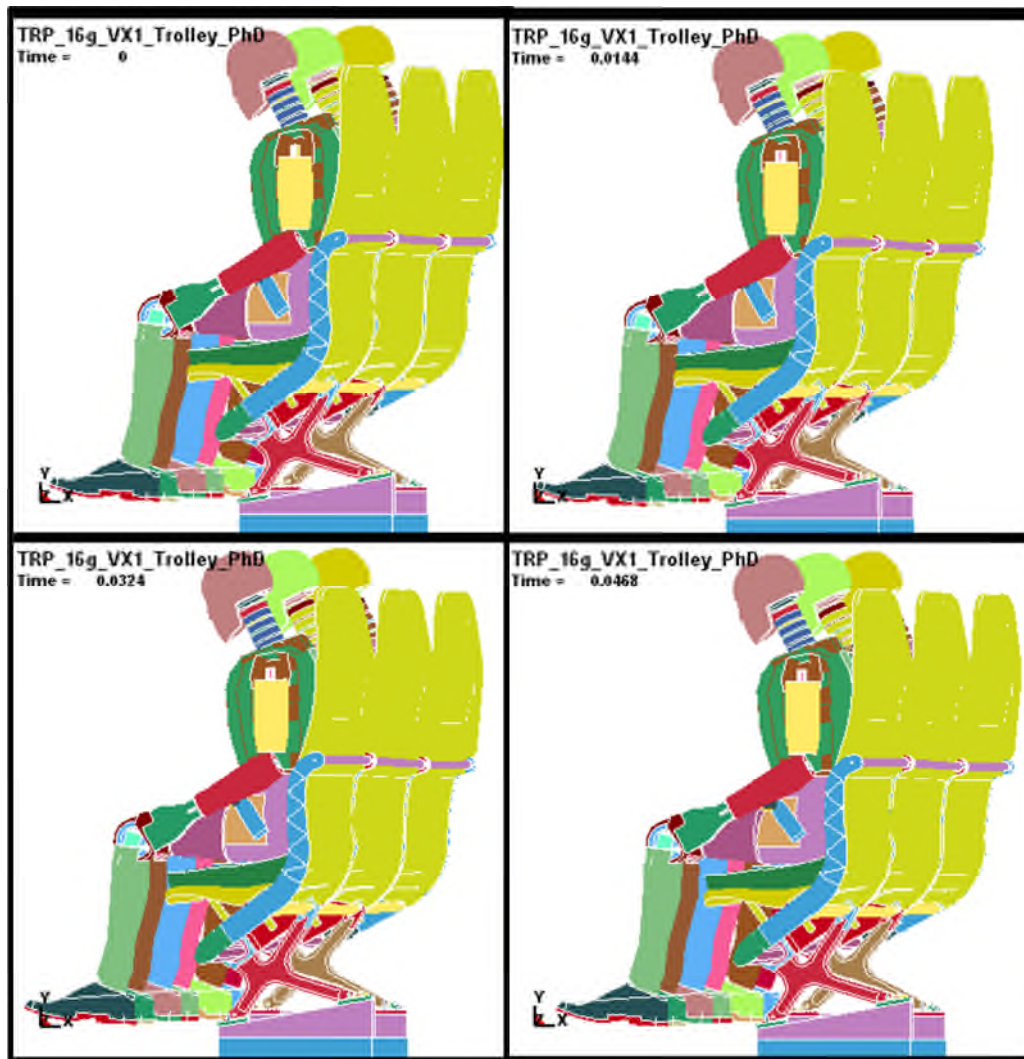 TRP_16g_VX1_Trolley_PhD
Time = 0
Y
X
TRP_16g_VX1_Trolley_PhD
Time = 0.0144
Y
X
TRP_16g_VX1_Trolley_PhD
Time = 0.0324
Y
X
TRP_16g_VX1_Trolley_PhD
Time = 0.0468
Y
X